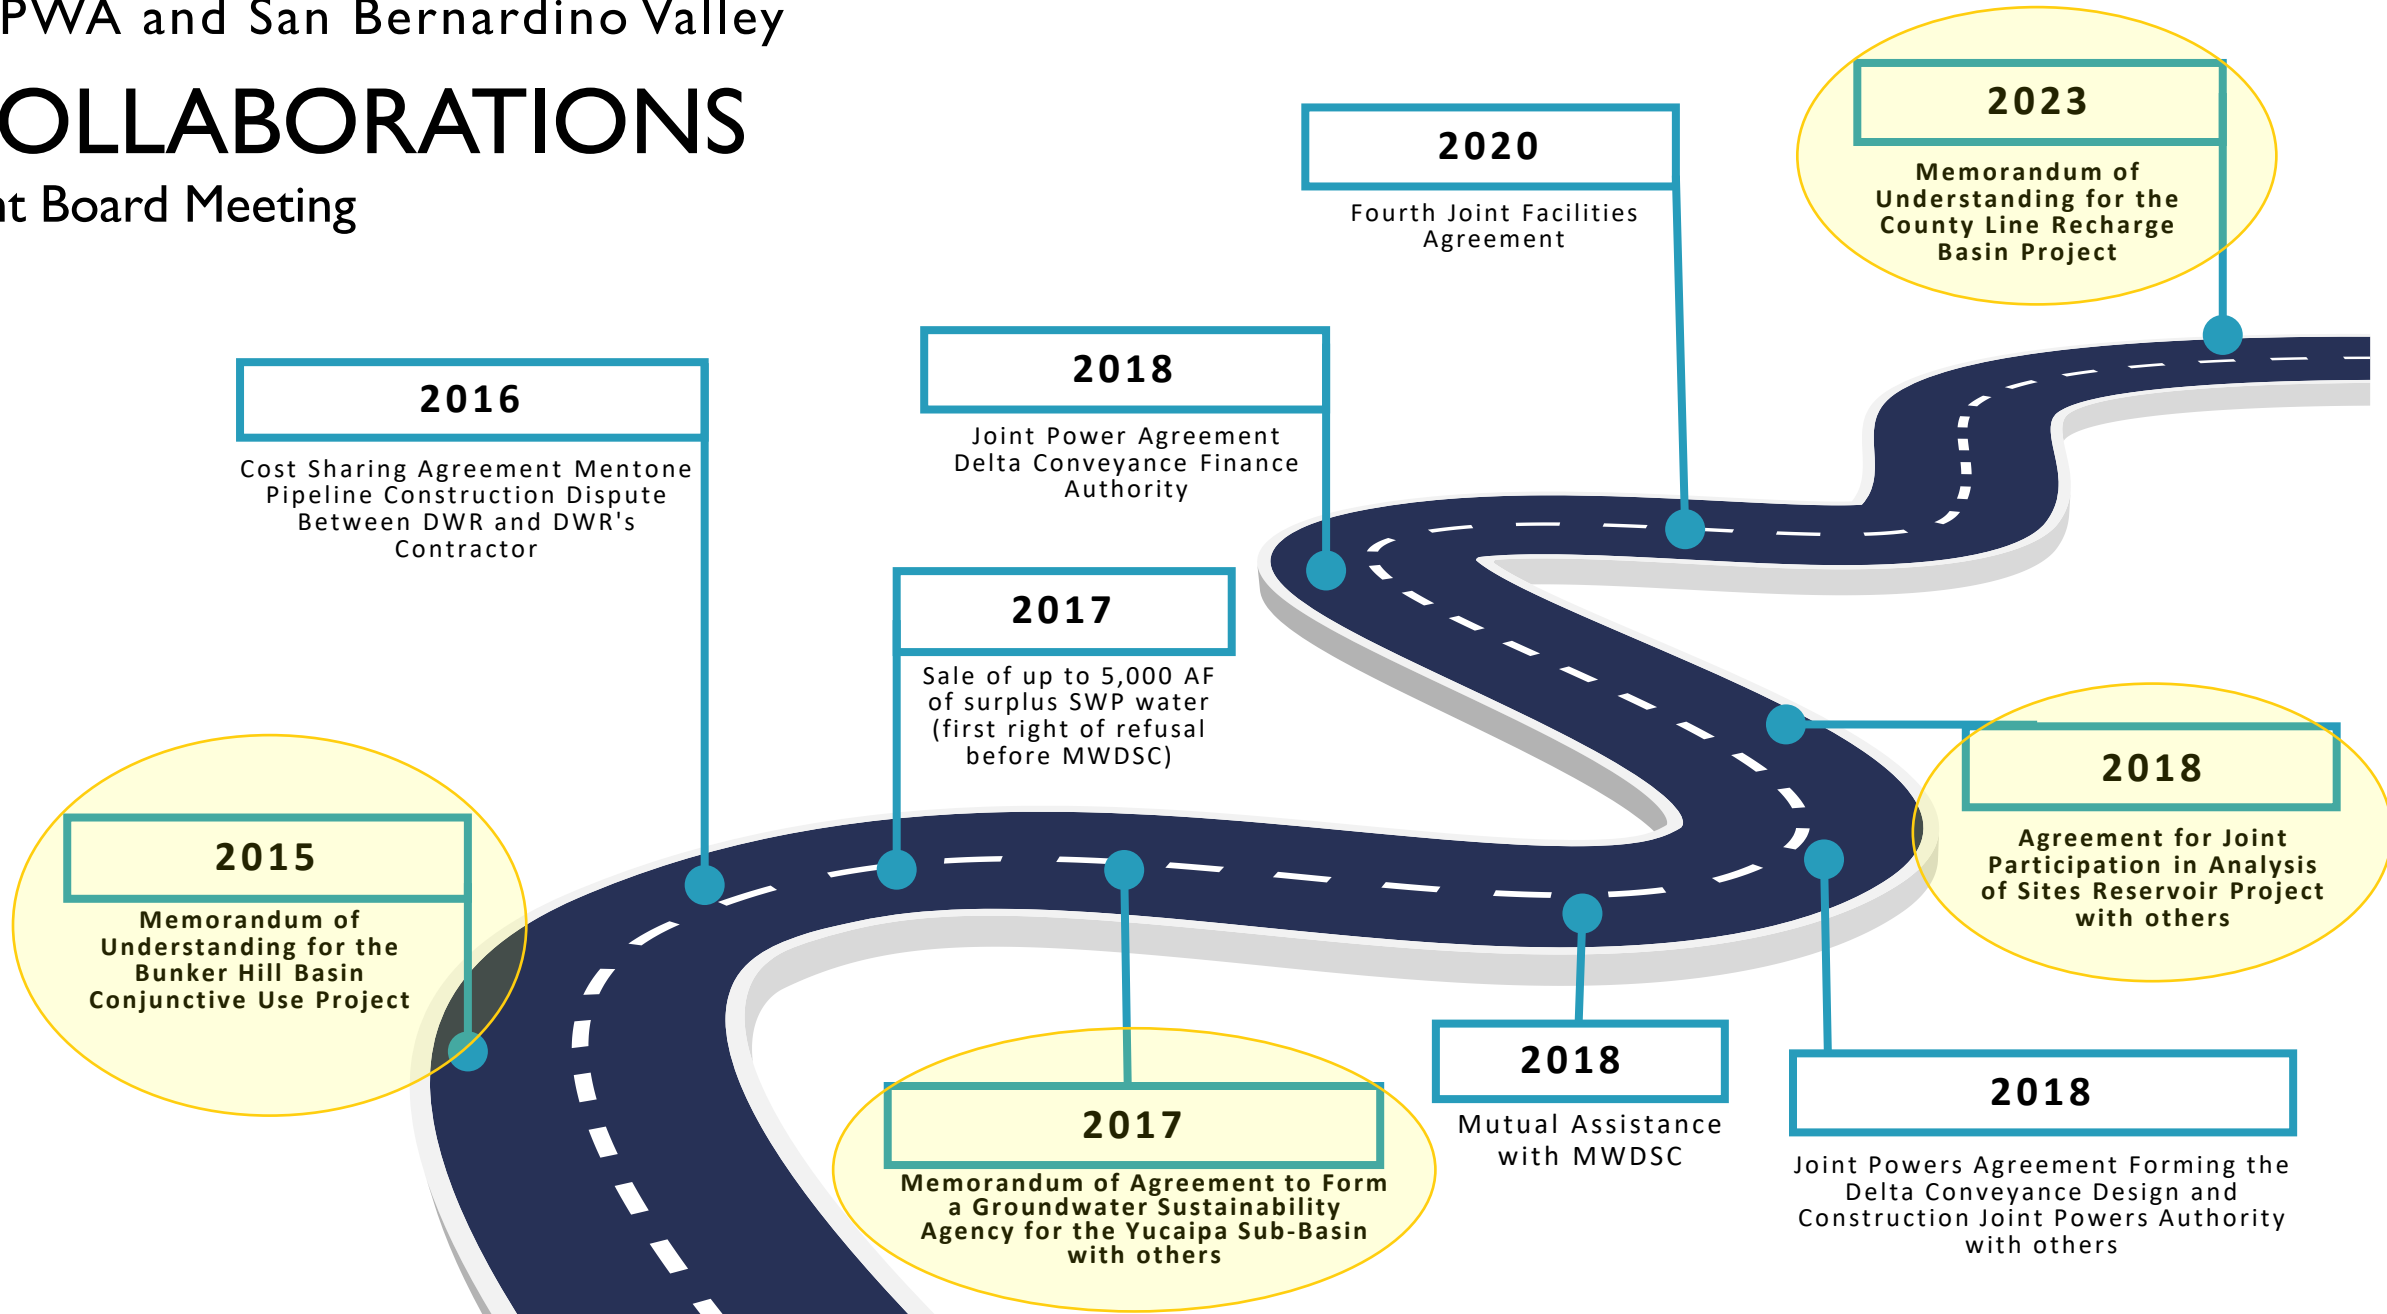 PWA and San Bernardino Valley
OLLABORATIONS
nt Board Meeting
2015
Memorandum of
Understanding for the
Bunker Hill Basin
Conjunctive Use Project
2016
Cost Sharing Agreement Mentone
Pipeline Construction Dispute
Between DWR and DWR's
Contractor
2017
Sale of up to 5,000 AF
of surplus SWP water
(first right of refusal
before MWDSC)
2017
Memorandum of Agreement to Form
a Groundwater Sustainability
Agency for the Yucaipa Sub-Basin
with others
2018
Mutual Assistance
with MWDSC
2018
Joint Powers Agreement Forming the
Delta Conveyance Design and
Construction Joint Powers Authority
with others
2018
Agreement for Joint
Participation in Analysis
of Sites Reservoir Project
with others
2018
Joint Power Agreement
Delta Conveyance Finance
Authority
2020
Fourth Joint Facilities
Agreement
2023
Memorandum of
Understanding for the
County Line Recharge
Basin Project